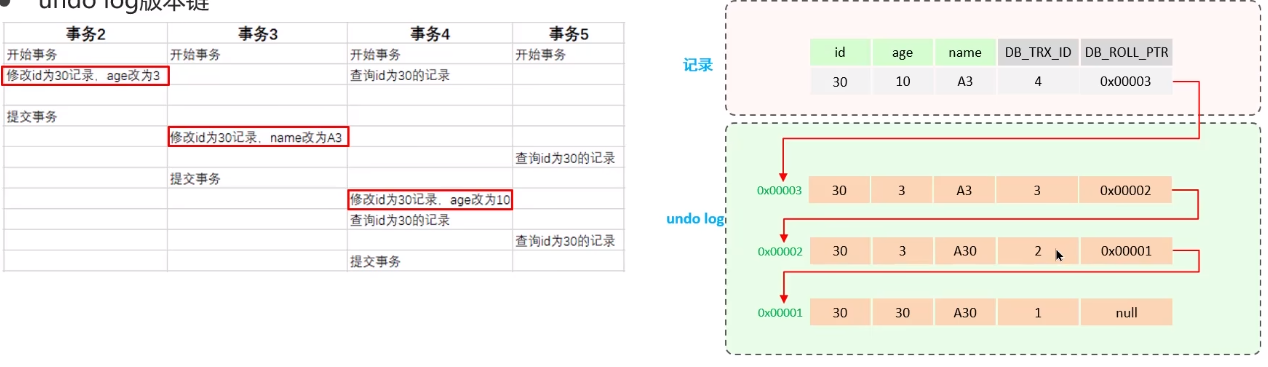 ● undo log版本链
事务2 事务3 事务4 事务5
开始事务 开始事务 开始事务 开始事务
修改id为30记录，age改为3 查询id为30的记录
提交事务
修改id为30记录，name改为A3
查询id为30的记录
提交事务
修改id为30记录，age改为10
查询id为30的记录
查询id为30的记录
提交事务
记录
id age name DB_TRX_ID DB_ROLL_PTR
30 10 A3 4 0x00003
undo log
0x00003 30 3 A3 3 0x00002
0x00002 30 3 A30 2 0x00001
0x00001 30 30 A30 1 null